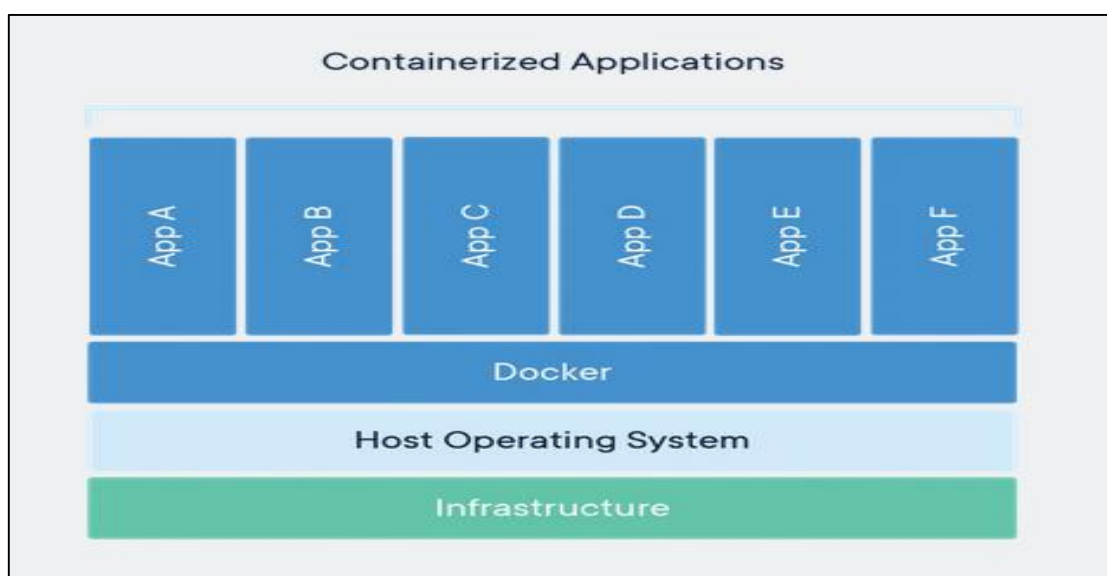 Containerized Applications
App A
App B
App C
App D
App E
App F
Docker
Host Operating System
Infrastructure